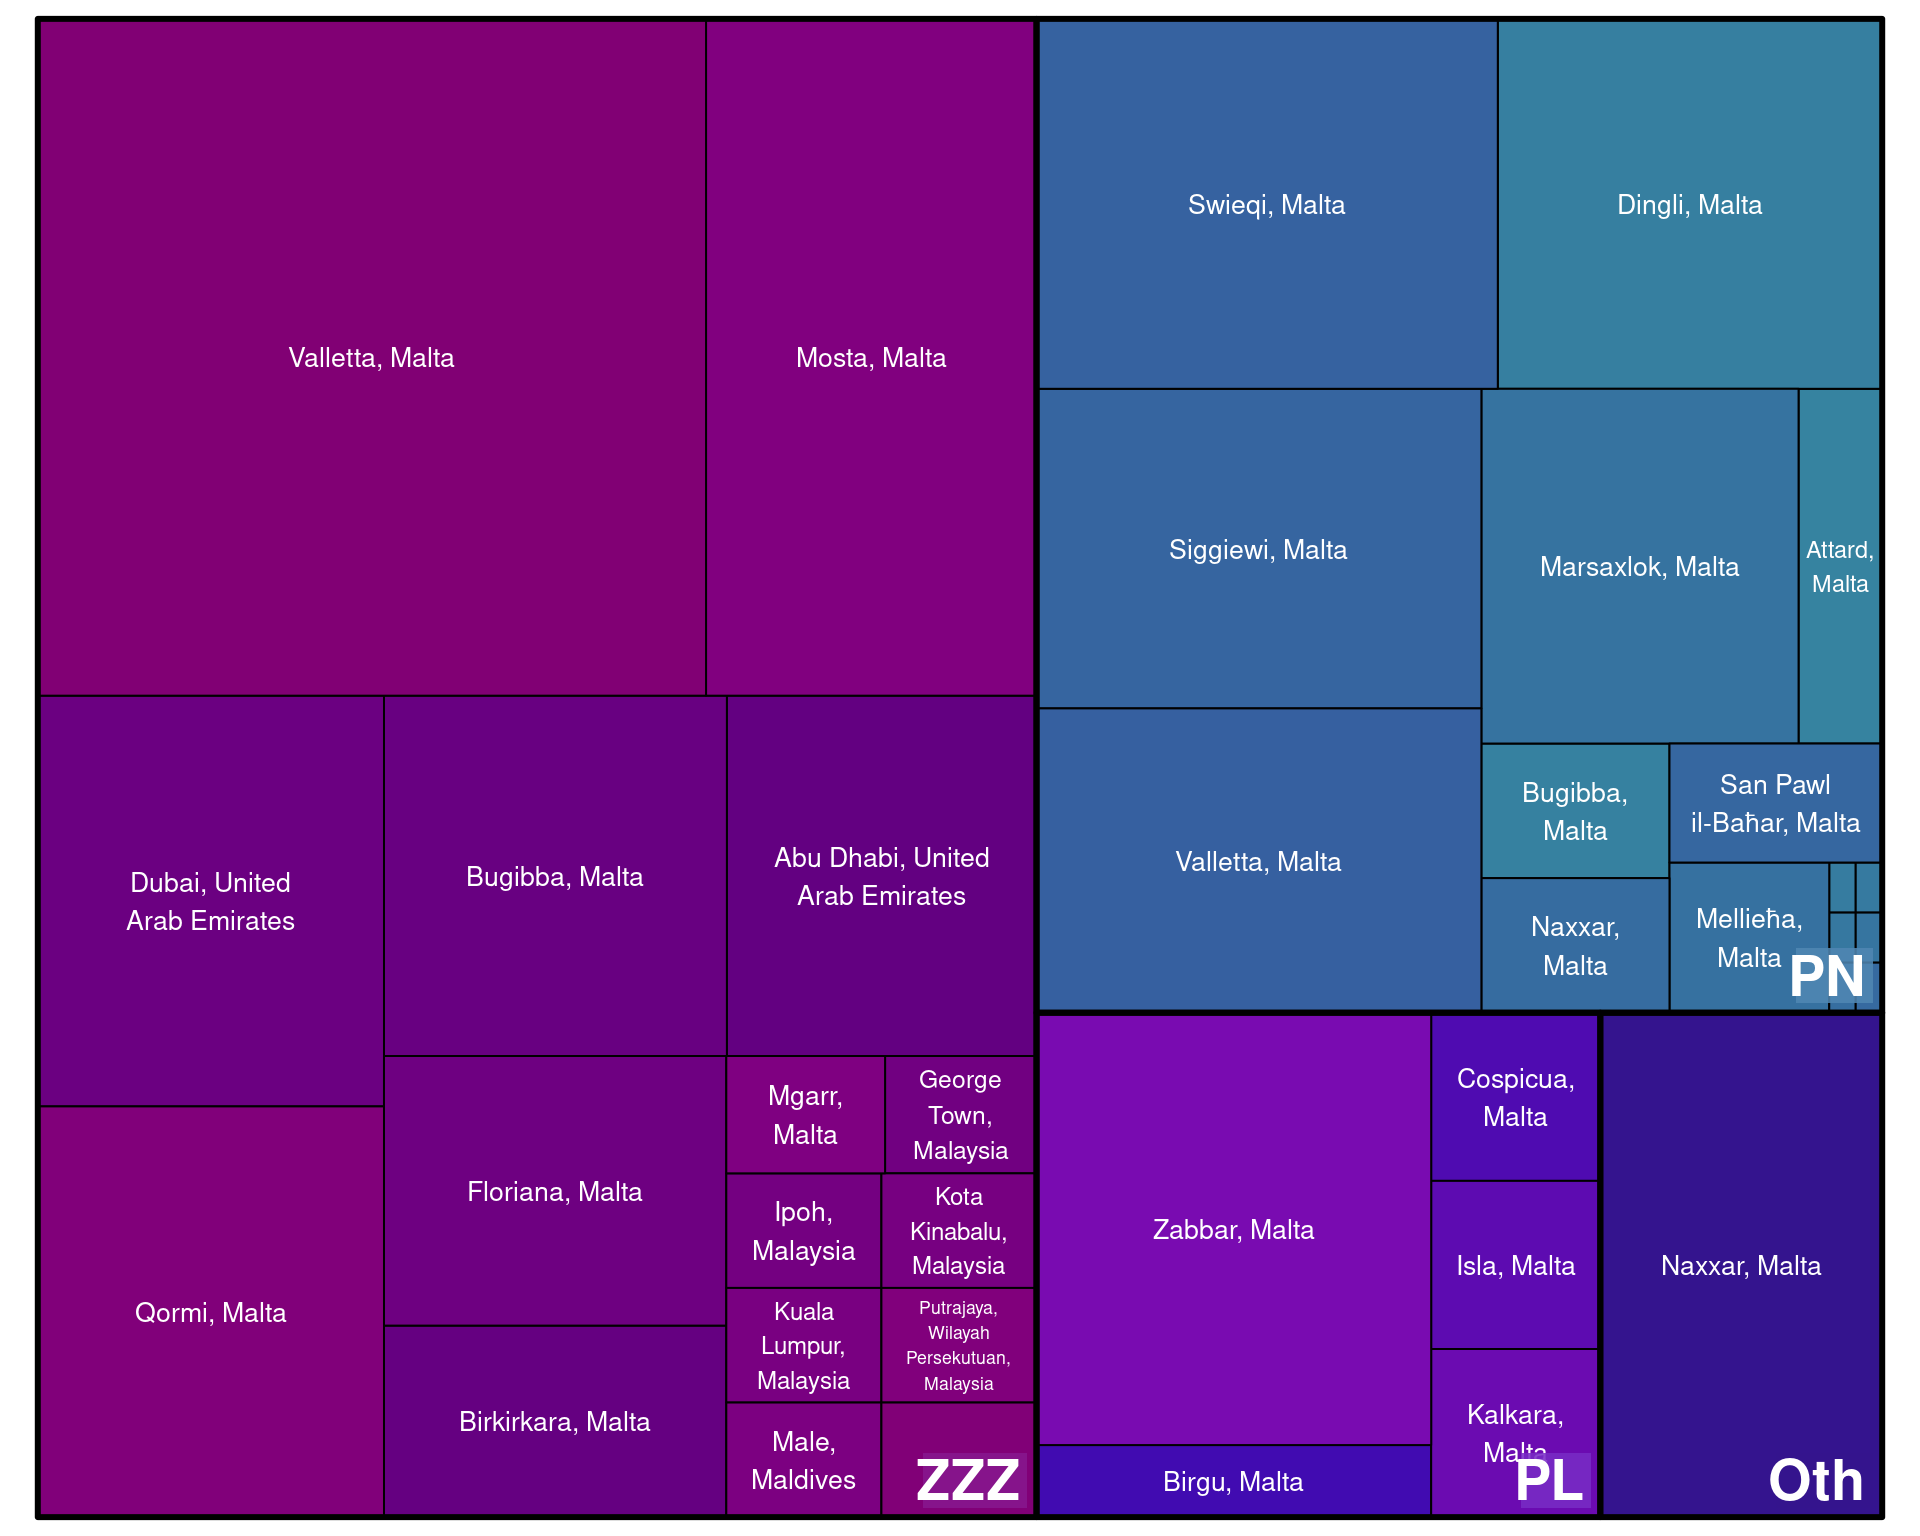 Valletta, Malta
Mosta, Malta
Dubai, United
Arab Emirates
Bugibba, Malta
Abu Dhabi, United
Arab Emirates
Qormi, Malta
Floriana, Malta
Birkirkara, Malta
Mgarr,
Malta
George
Town,
Malaysia
Ipoh,
Malaysia
Kota
Kinabalu,
Malaysia
Kuala
Lumpur,
Malaysia
Putrajaya,
Wilayah
Persekutuan,
Malaysia
Male,
Maldives
ZZZ
Swieqi, Malta
Dingli, Malta
Siggiewi, Malta
Marsaxlok, Malta
Attard,
Malta
Valletta, Malta
Bugibba,
Malta
San Pawl
il-Baħar, Malta
Naxxar,
Malta
Mellieħa,
Malta
PN
Zabbar, Malta
Birgu, Malta
Cospicua,
Malta
Isla, Malta
Kalkara,
Malta
PL
Naxxar, Malta
Oth